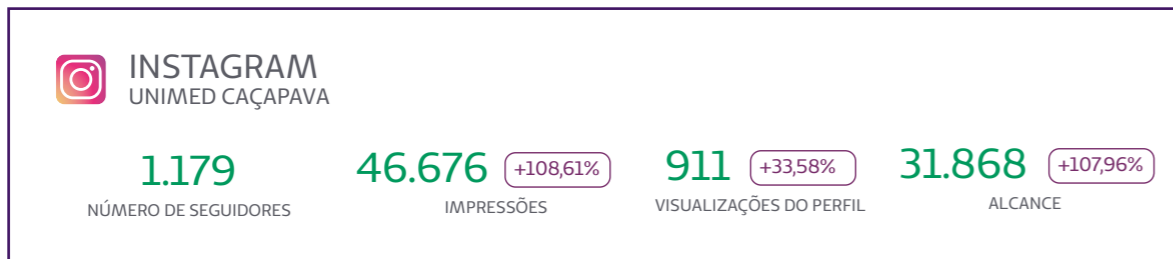 INSTAGRAM
UNIMED CAÇAPAVA
1.179
NÚMERO DE SEGUIDORES
46.676 +108,61%
IMPRESSÕES
911 +33,58%
VISUALIZAÇÕES DO PERFIL
31.868 +107,96%
ALCANCE